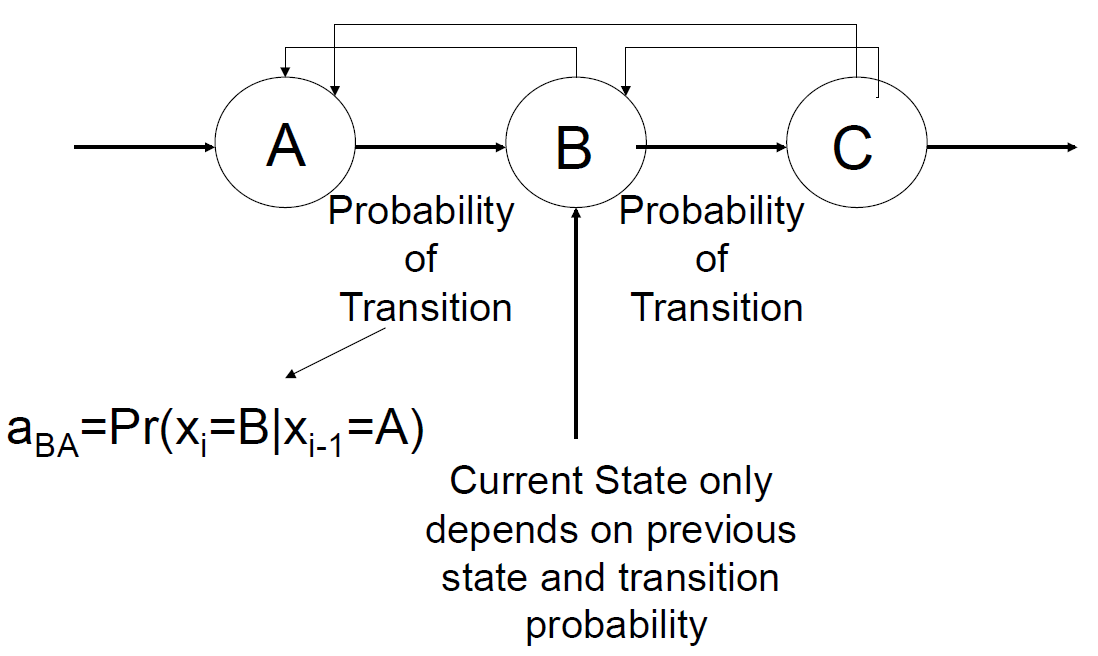 A
B
C
Probability
of
Transition
Probability
of
Transition
aBA=Pr(xi=B|xi-1=A)
Current State only
depends on previous
state and transition
probability